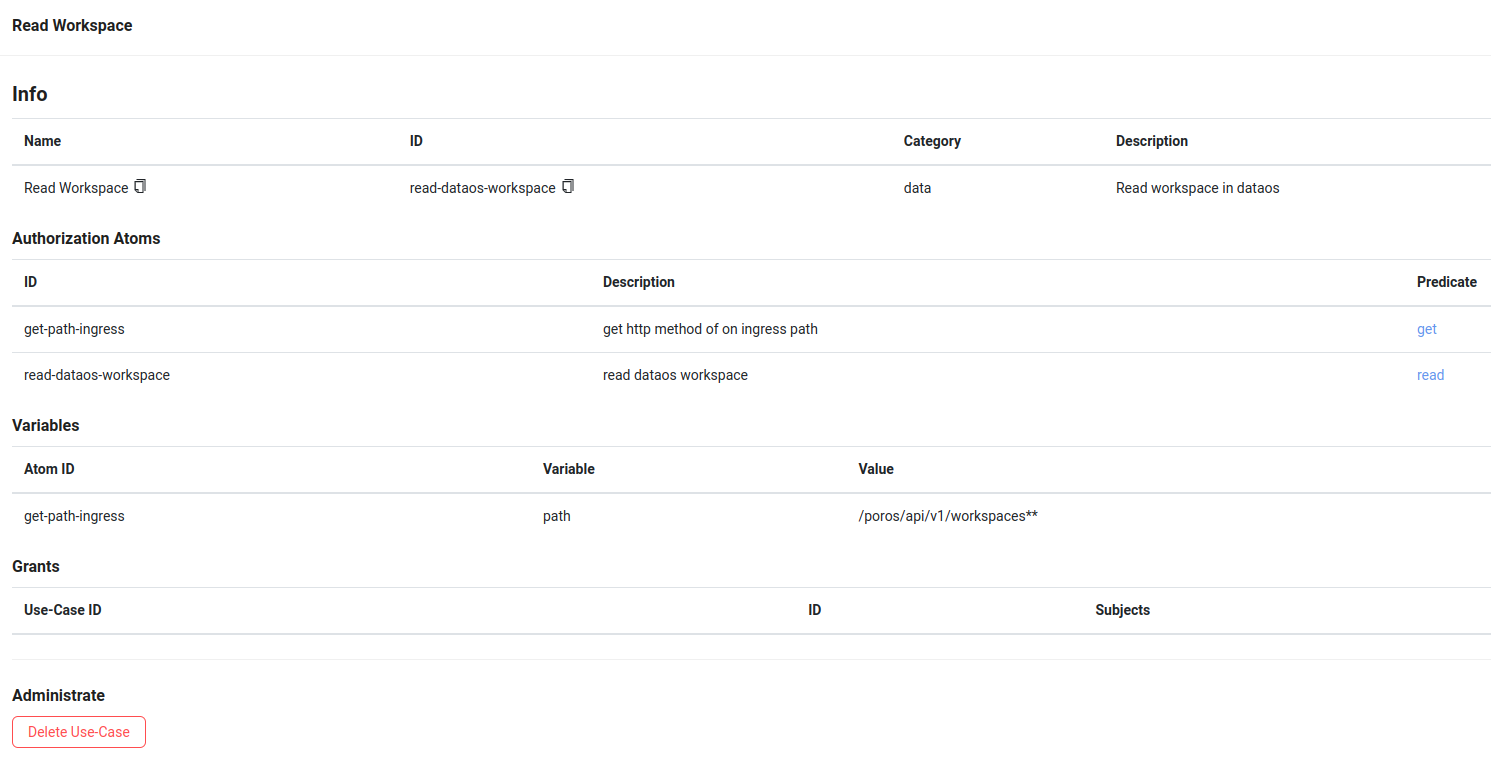 Read Workspace
Info
Name ID Category Description
Read Workspace read-dataos-workspace data Read workspace in dataos
Authorization Atoms
ID Description Predicate
get-path-ingress get http method of on ingress path get
read-dataos-workspace read dataos workspace read
Variables
Atom ID Variable Value
get-path-ingress path /poros/api/v1/workspaces**
Grants
Use-Case ID ID Subjects
Administrate
Delete Use-Case